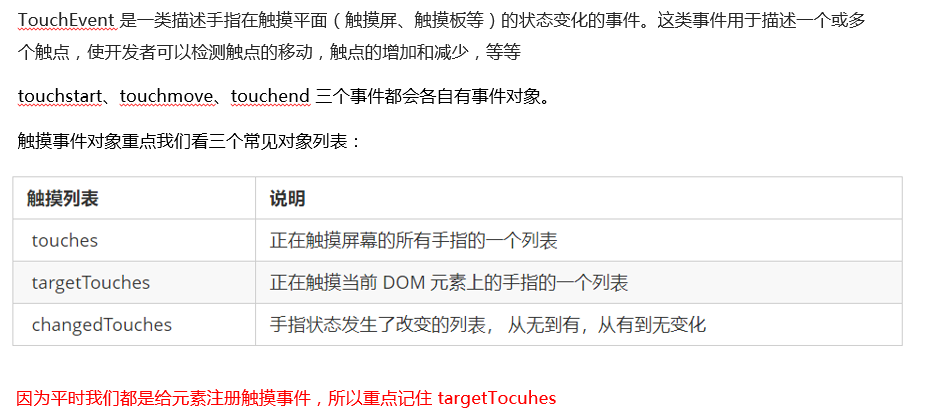 TouchEvent 是一类描述手指在触摸平面（触摸屏、触摸板等）的状态变化的事件。这类事件用于描述一个或多
个触点，使开发者可以检测触点的移动，触点的增加和减少，等等
touchstart、touchmove、touchend 三个事件都会各自有事件对象。
触摸事件对象重点我们看三个常见对象列表：
触摸列表 说明
touches 正在触摸屏幕的所有手指的一个列表
targetTouches 正在触摸当前 DOM 元素上的手指的一个列表
changedTouches 手指状态发生了改变的列表， 从无到有，从有到无变化
因为平时我们都是给元素注册触摸事件，所以重点记住 targetTocuhes